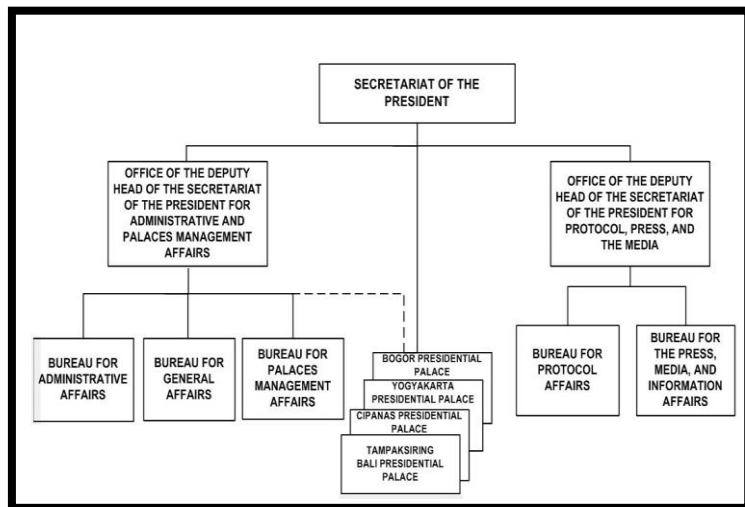 SECRETARIAT OF THE
PRESIDENT
OFFICE OF THE DEPUTY
HEAD OF THE SECRETARIAT
OF THE PRESIDENT FOR
ADMINISTRATIVE AND
PALACES MANAGEMENT
AFFAIRS
OFFICE OF THE DEPUTY
HEAD OF THE SECRETARIAT
OF THE PRESIDENT FOR
PROTOCOL, PRESS, AND
THE MEDIA
BUREAU FOR
ADMINISTRATIVE
AFFAIRS
BUREAU FOR
GENERAL AFFAIRS
BUREAU FOR
PALACES
MANAGEMENT
AFFAIRS
BOGOR PRESIDENTIAL
PALACE
YOGYAKARTA
PRESIDENTIAL PALACE
CIPANAS PRESIDENTIAL
PALACE
TAMPAKSIRING
BALI PRESIDENTIAL
PALACE
BUREAU FOR
PROTOCOL
AFFAIRS
BUREAU FOR
THE PRESS,
MEDIA, AND
INFORMATION
AFFAIRS